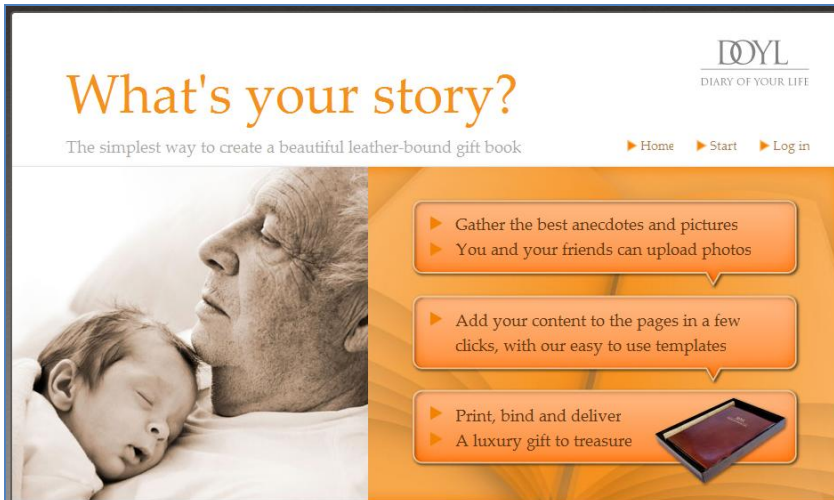 DOYL
DIARY OF YOUR LIFE
What's your story?
The simplest way to create a beautiful leather-bound gift book
Home Start Log in
Gather the best anecdotes and pictures
You and your friends can upload photos
Add your content to the pages in a few
clicks, with our easy to use templates
Print, bind and deliver
A luxury gift to treasure
DOYL